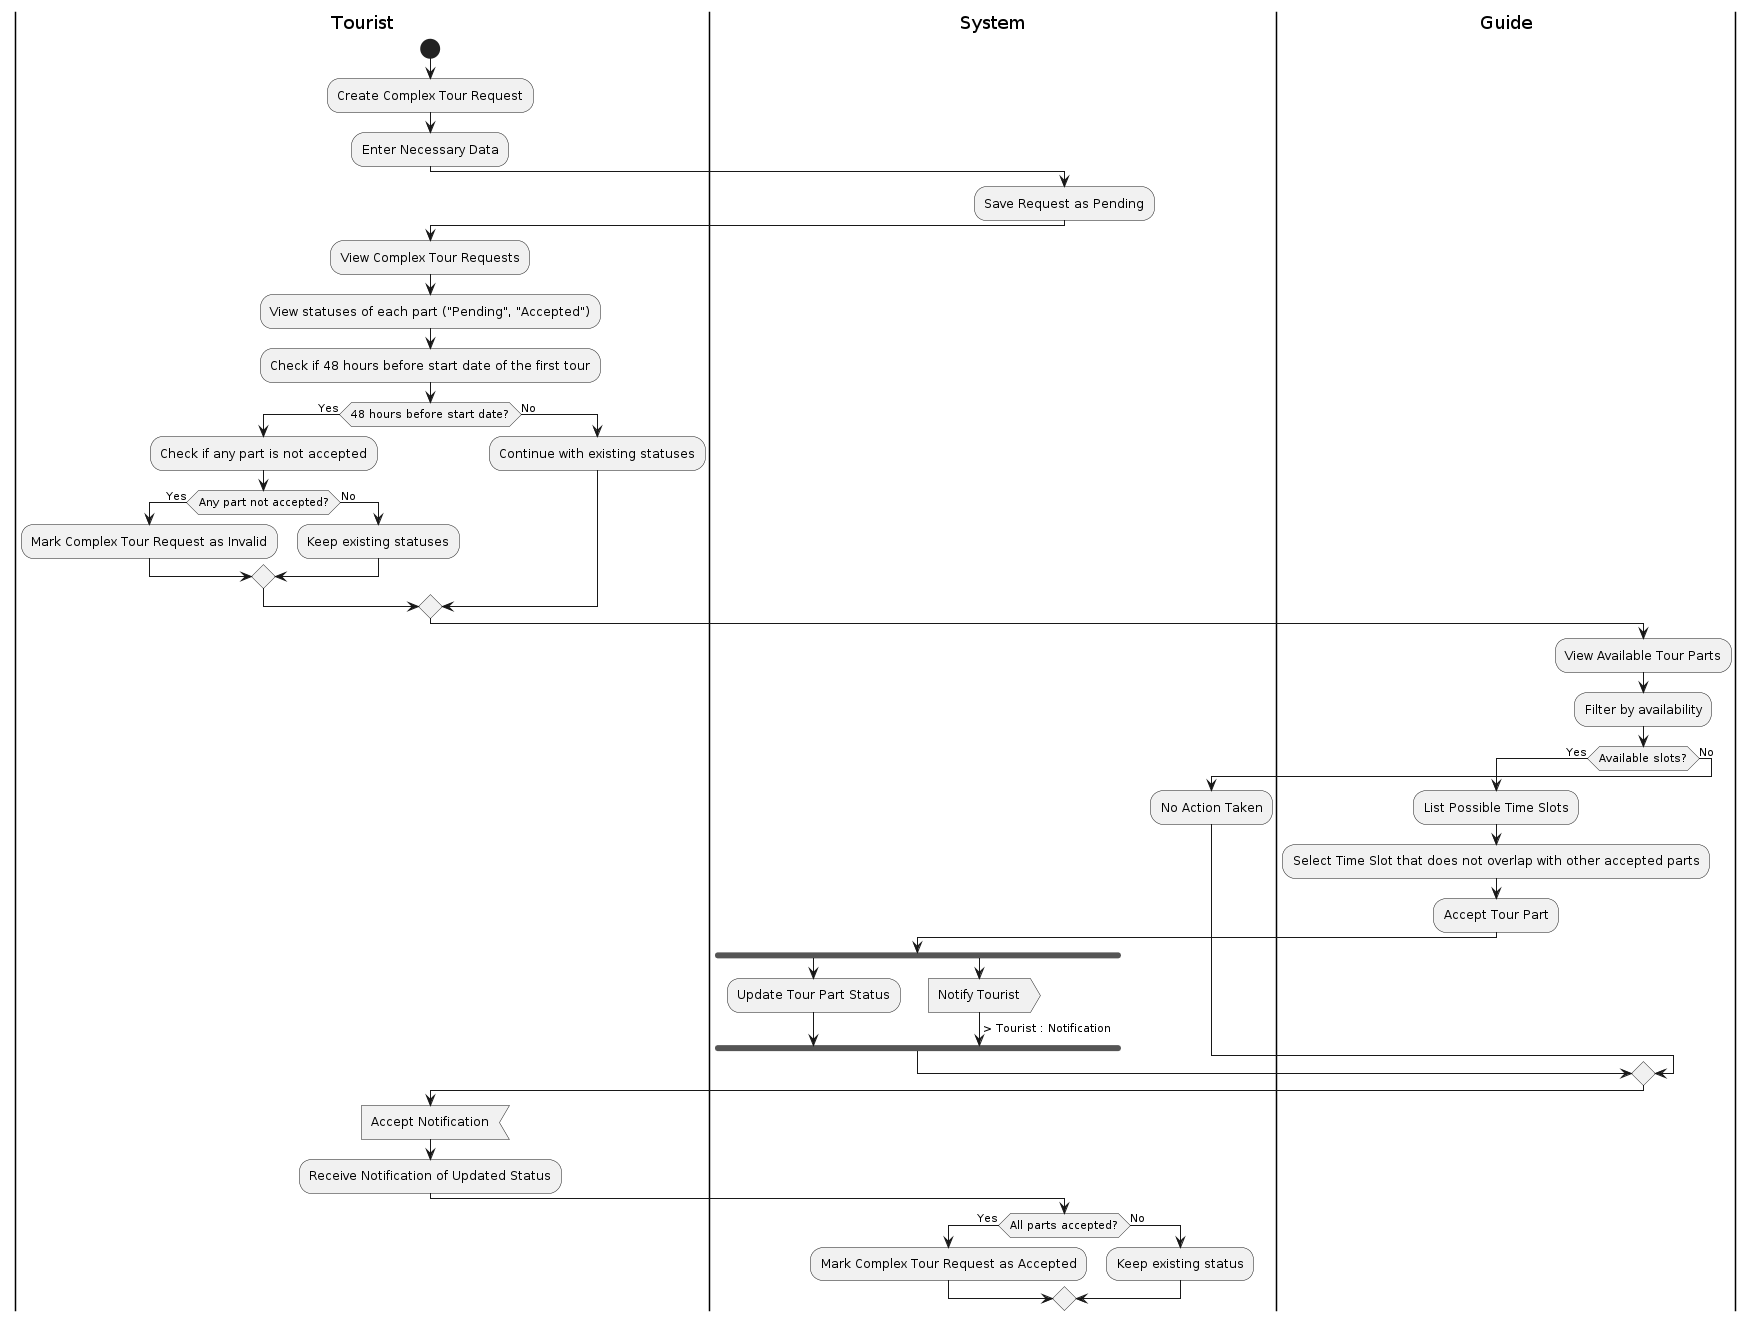 Tourist
System
Guide
Create Complex Tour Request
Enter Necessary Data
Save Request as Pending
View Complex Tour Requests
View statuses of each part ("Pending", "Accepted")
Check if 48 hours before start date of the first tour
Yes
48 hours before start date?
No
Check if any part is not accepted
Continue with existing statuses
Yes
Any part not accepted?
No
Mark Complex Tour Request as Invalid
Keep existing statuses
View Available Tour Parts
Filter by availability
Yes
Available slots?
No
No Action Taken
List Possible Time Slots
Select Time Slot that does not overlap with other accepted parts
Accept Tour Part
Update Tour Part Status
Notify Tourist
> Tourist : Notification
Accept Notification
Receive Notification of Updated Status
Yes
All parts accepted?
No
Mark Complex Tour Request as Accepted
Keep existing status